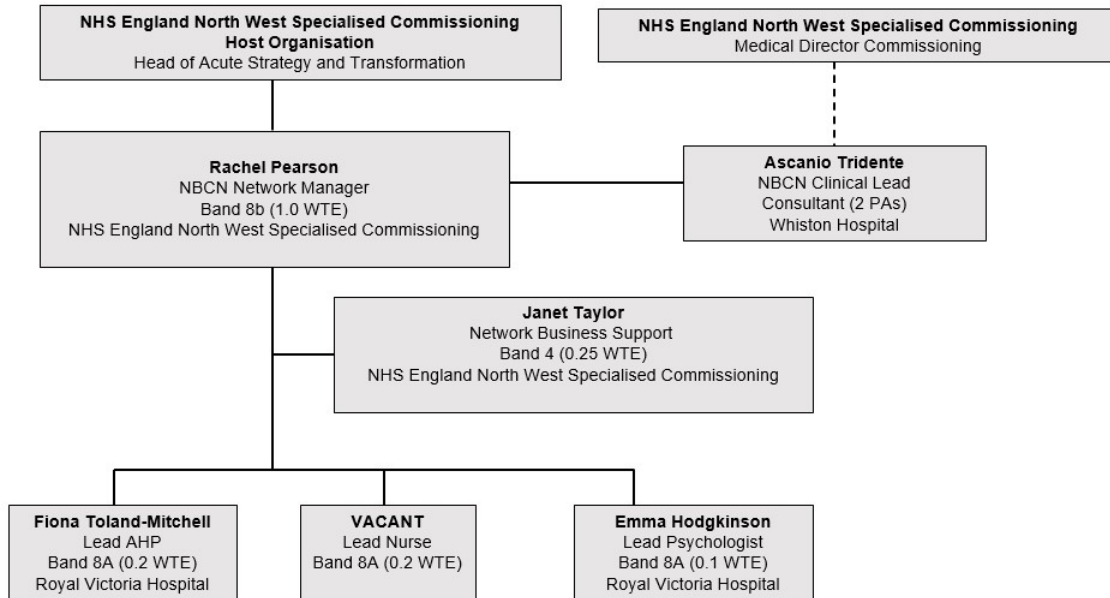 NHS England North West Specialised Commissioning
Host Organisation
Head of Acute Strategy and Transformation
NHS England North West Specialised Commissioning
Medical Director Commissioning
Rachel Pearson
NBCN Network Manager
Band 8b (1.0 WTE)
NHS England North West Specialised Commissioning
Ascanio Tridente
NBCN Clinical Lead
Consultant (2 PAs)
Whiston Hospital
Janet Taylor
Network Business Support
Band 4 (0.25 WTE)
NHS England North West Specialised Commissioning
Fiona Toland-Mitchell
Lead AHP
Band 8A (0.2 WTE)
Royal Victoria Hospital
VACANT
Lead Nurse
Band 8A (0.2 WTE)
Emma Hodgkinson
Lead Psychologist
Band 8A (0.1 WTE)
Royal Victoria Hospital